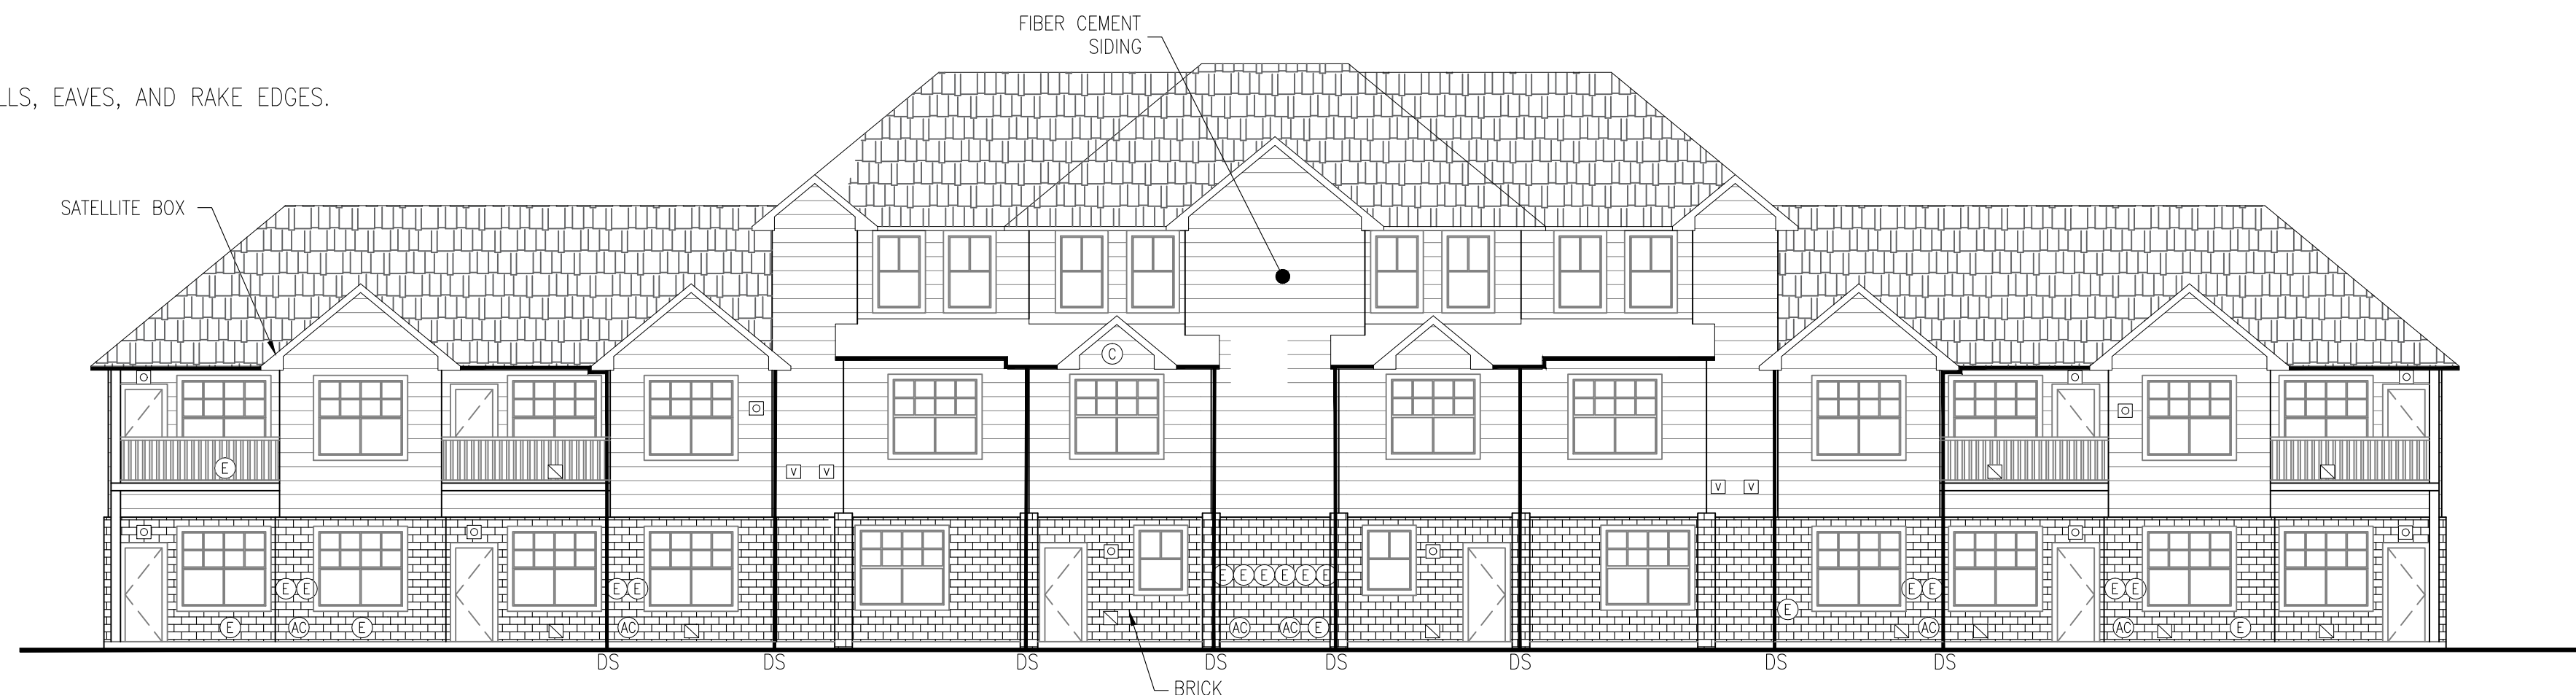 FIBER CEMENT
SIDING
LLS, EAVES, AND RAKE EDGES.
SATELLITE BOX
C
E
V V
V V
E E
E E
E E E E E E
E E
E E
E
E AC E
AC
AC AC E
AC
AC E
DS DS DS DS DS DS DS DS
BRICK